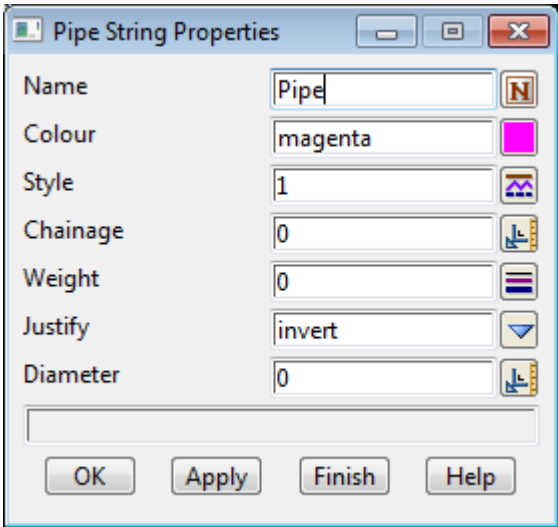 Pipe String Properties
Name Pipe N
Colour magenta
Style 1
Chainage 0
Weight 0
Justify invert
Diameter 0
OK Apply Finish Help